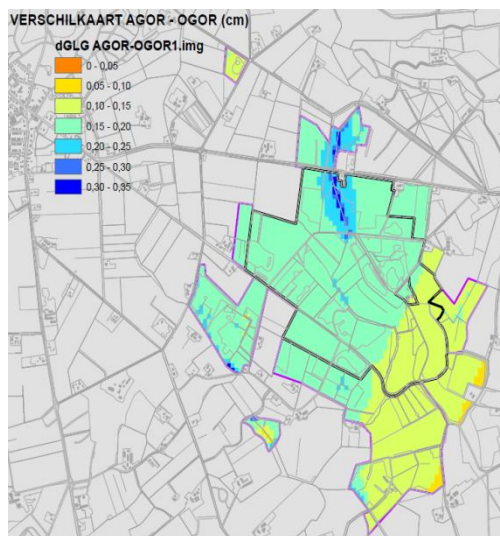 VERSCHILKAART AGOR - OGOR (cm)
dGLG AGOR-OGOR1.img
0 - 0,05
0,05 - 0,10
0,10 - 0,15
0,15 - 0,20
0,20 - 0,25
0,25 - 0,30
0,30 - 0,35